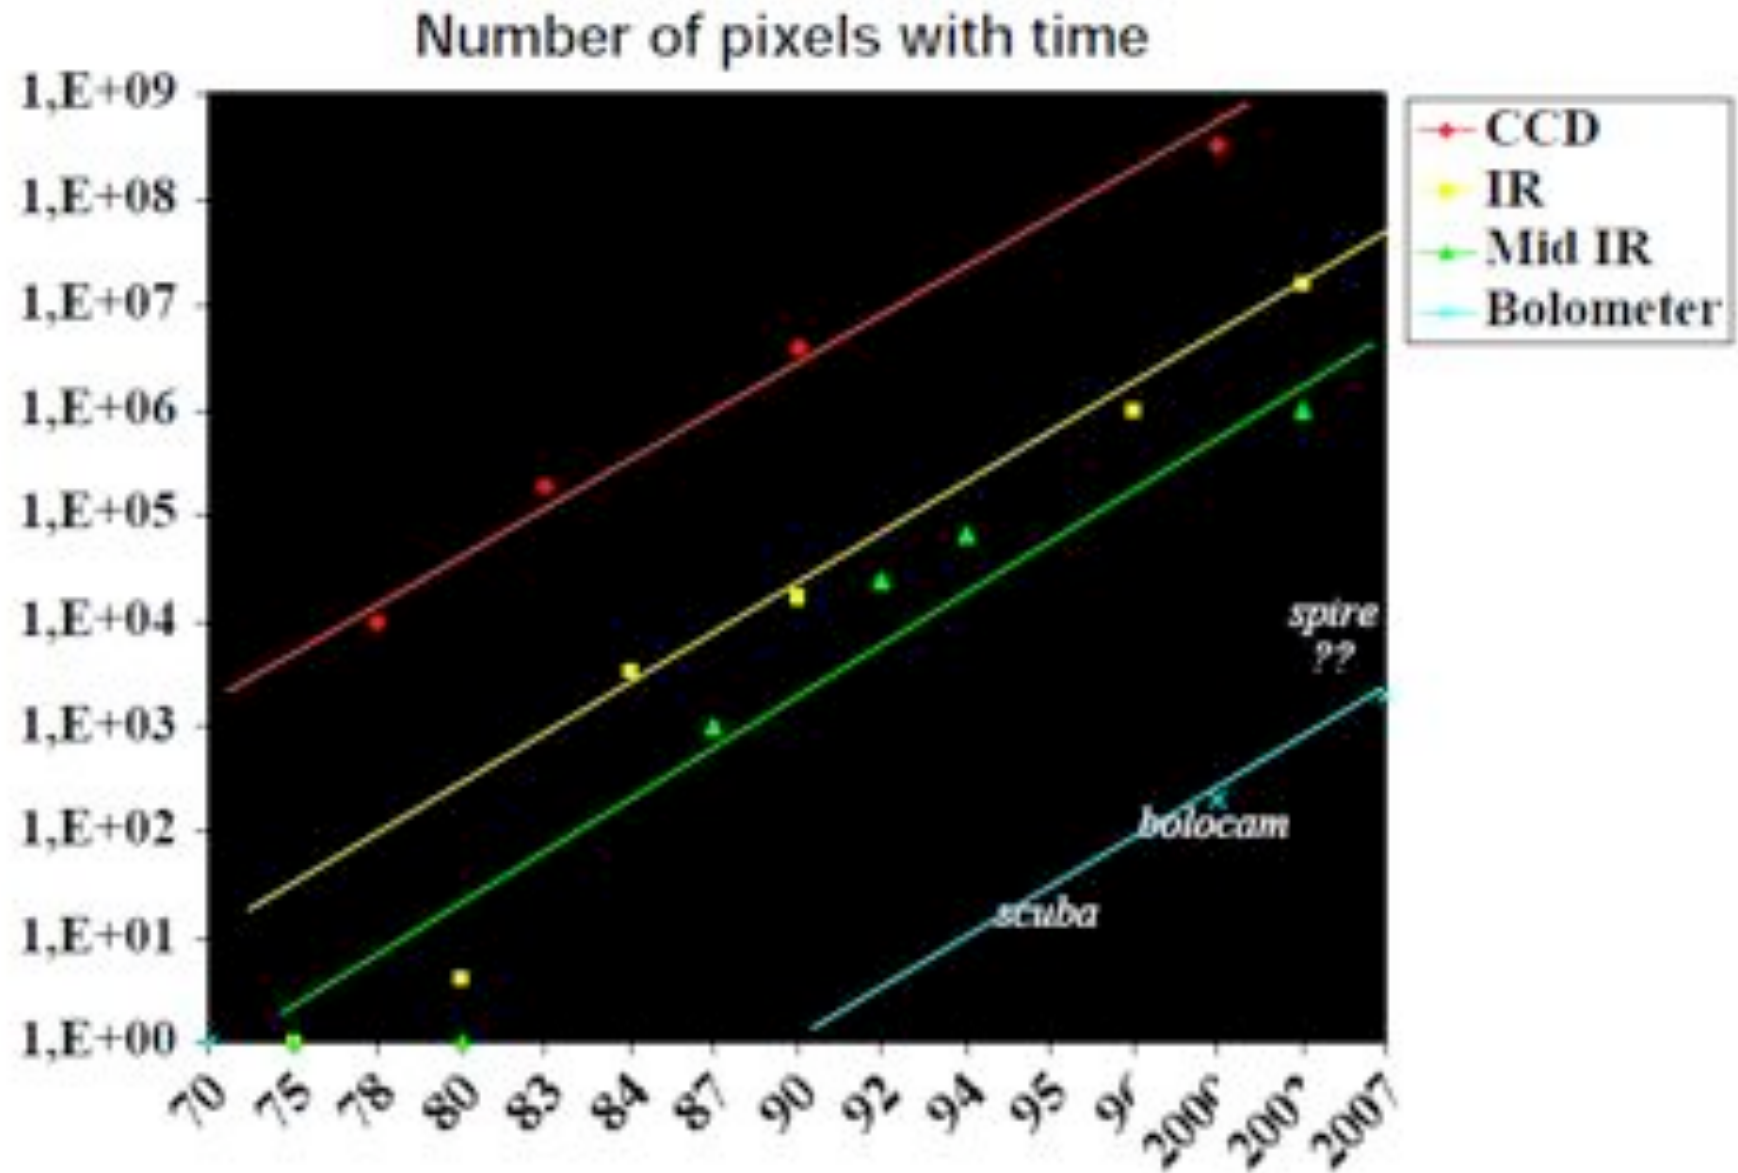 Number of pixels with time
1,E+09
1,E+08
1,E+07
1,E+06
1,E+05
1,E+04
1,E+03
1,E+02
1,E+01
1,E+00
CCD
IR
Mid IR
Bolometer
spire
??
bolocam
scuba
70 75 78 80 83 84 87 90 92 94 95 2007